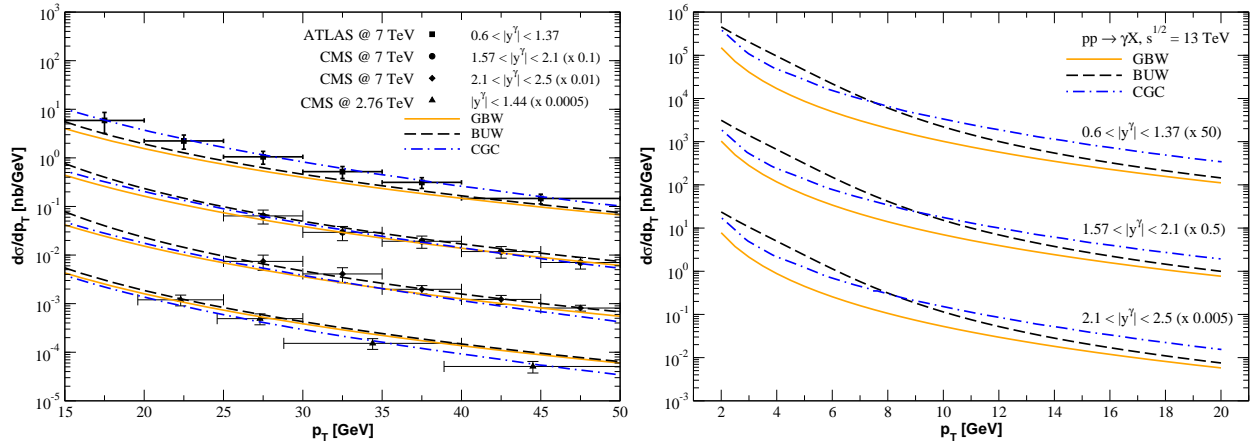 10^3
10^2
10^1
10^0
10^-1
10^-2
10^-3
10^-4
10^-5
dσ/dp_T [nb/GeV]
ATLAS @ 7 TeV 0.6 < |y^γ| < 1.37
CMS @ 7 TeV 1.57 < |y^γ| < 2.1 (x 0.1)
CMS @ 7 TeV 2.1 < |y^γ| < 2.5 (x 0.01)
CMS @ 2.76 TeV |y^γ| < 1.44 (x 0.0005)
GBW
BUW
CGC
15 20 25 30 35 40 45 50
p_T [GeV]
10^6
10^5
10^4
10^3
10^2
10^1
10^0
10^-1
10^-2
10^-3
dσ/dp_T [nb/GeV]
pp → γX, s^1/2 = 13 TeV
GBW
BUW
CGC
0.6 < |y^γ| < 1.37 (x 50)
1.57 < |y^γ| < 2.1 (x 0.5)
2.1 < |y^γ| < 2.5 (x 0.005)
2 4 6 8 10 12 14 16 18 20
p_T [GeV]